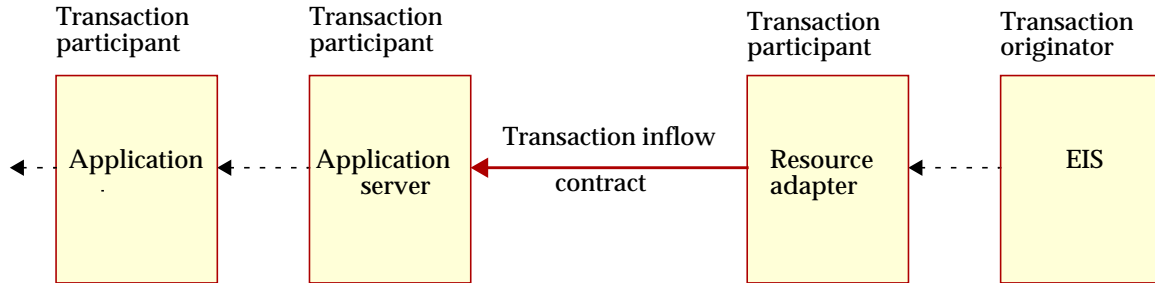 Transaction participant
Transaction participant
Transaction participant
Transaction originator
Application
Application server
Transaction inflow contract
Resource adapter
EIS